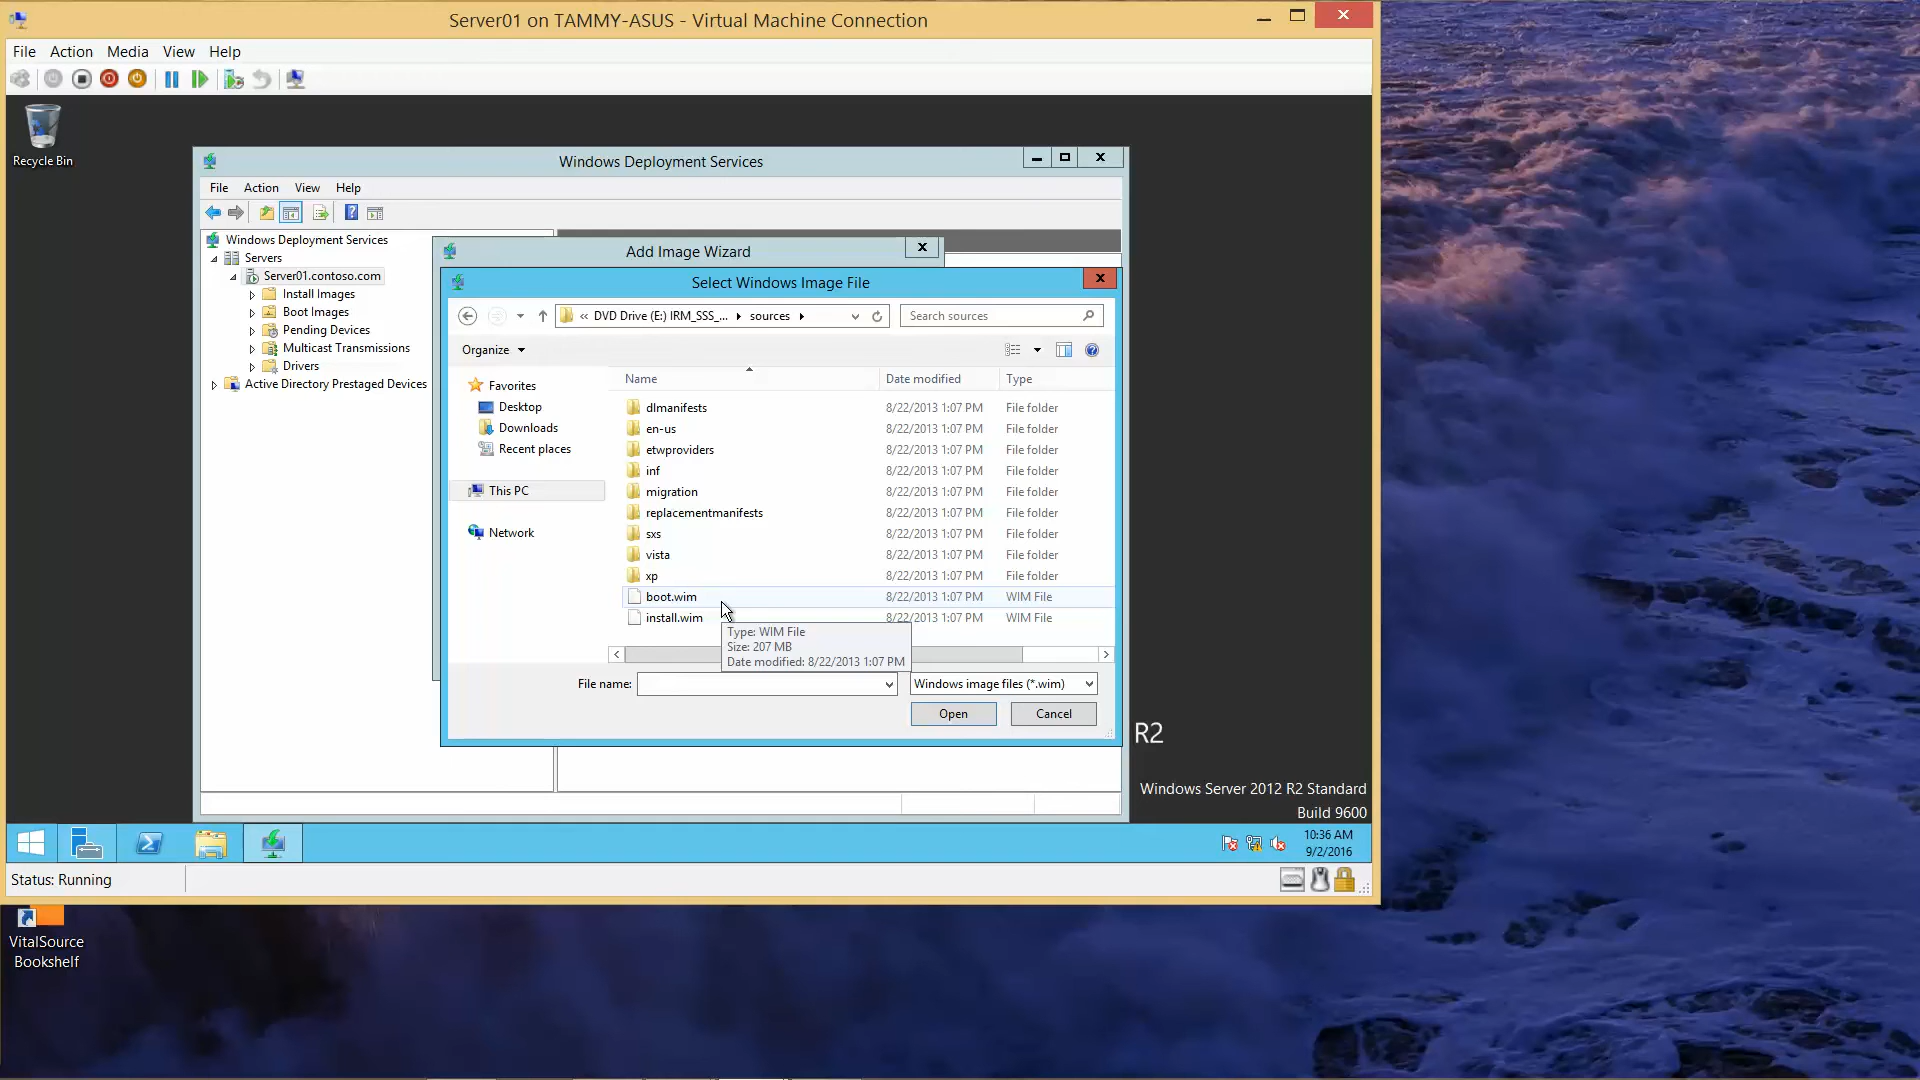 Server01 on TAMMY-ASUS - Virtual Machine Connection
File Action Media View Help
Recycle Bin
Windows Deployment Services
File Action View Help
Windows Deployment Services
Servers
Server01.contoso.com
Install Images
Boot Images
Pending Devices
Multicast Transmissions
Drivers
Active Directory Prestaged Devices
Add Image Wizard
Select Windows Image File
« DVD Drive (E:) IRM_SSS_... sources
Search sources
Organize
Favorites
Desktop
Downloads
Recent places
This PC
Network
Name Date modified Type
dlmanifests 8/22/2013 1:07 PM File folder
en-us 8/22/2013 1:07 PM File folder
etwproviders 8/22/2013 1:07 PM File folder
inf 8/22/2013 1:07 PM File folder
migration 8/22/2013 1:07 PM File folder
replacementmanifests 8/22/2013 1:07 PM File folder
sxs 8/22/2013 1:07 PM File folder
vista 8/22/2013 1:07 PM File folder
xp 8/22/2013 1:07 PM File folder
boot.wim 8/22/2013 1:07 PM WIM File
install.wim 8/22/2013 1:07 PM WIM File
Type: WIM File
Size: 207 MB
Date modified: 8/22/2013 1:07 PM
File name:
Windows image files (*.wim)
Open Cancel
R2
Windows Server 2012 R2 Standard
Build 9600
10:36 AM
9/2/2016
Status: Running
VitalSource
Bookshelf